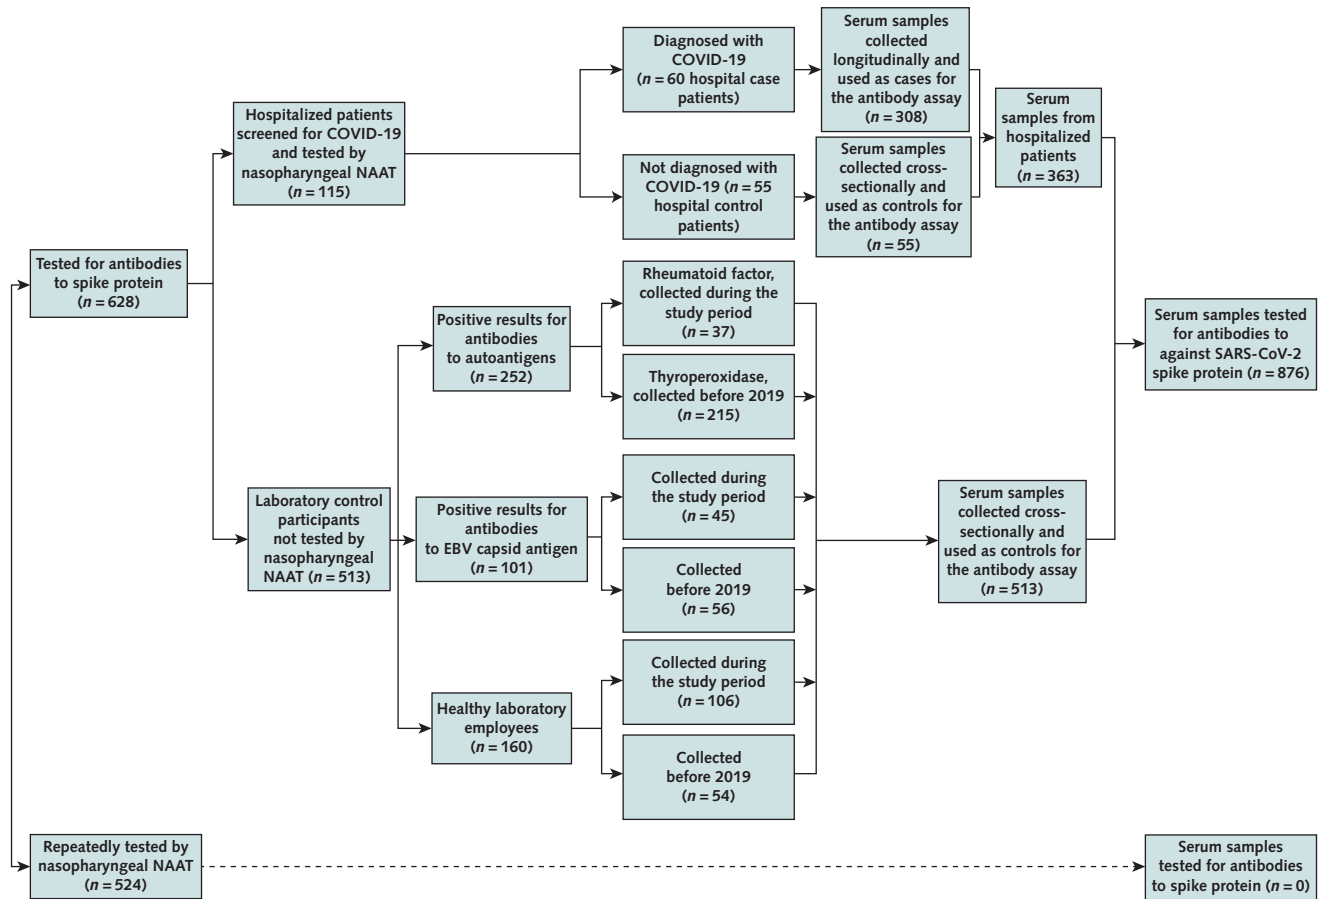 Tested for antibodies
to spike protein
(n = 628)
Hospitalized patients
screened for COVID-19
and tested by
nasopharyngeal NAAT
(n = 115)
Diagnosed with
COVID-19
(n = 60 hospital case
patients)
Serum samples
collected
longitudinally and
used as cases for
the antibody assay
(n = 308)
Not diagnosed with
COVID-19 (n = 55
hospital control
patients)
Serum samples
collected cross-
sectionally and
used as controls for
the antibody assay
(n = 55)
Serum
samples from
hospitalized
patients
(n = 363)
Laboratory control
participants
not tested by
nasopharyngeal
NAAT (n = 513)
Positive results for
antibodies
to autoantigens
(n = 252)
Rheumatoid factor,
collected during the
study period
(n = 37)
Thyroperoxidase,
collected before 2019
(n = 215)
Positive results for
antibodies
to EBV capsid antigen
(n = 101)
Collected during
the study period
(n = 45)
Collected
before 2019
(n = 56)
Healthy laboratory
employees
(n = 160)
Collected during
the study period
(n = 106)
Collected
before 2019
(n = 54)
Serum samples
collected cross-
sectionally and
used as controls for
the antibody assay
(n = 513)
Serum samples tested
for antibodies to
against SARS-CoV-2
spike protein (n = 876)
Repeatedly tested by
nasopharyngeal NAAT
(n = 524)
Serum samples
tested for antibodies
to spike protein (n = 0)